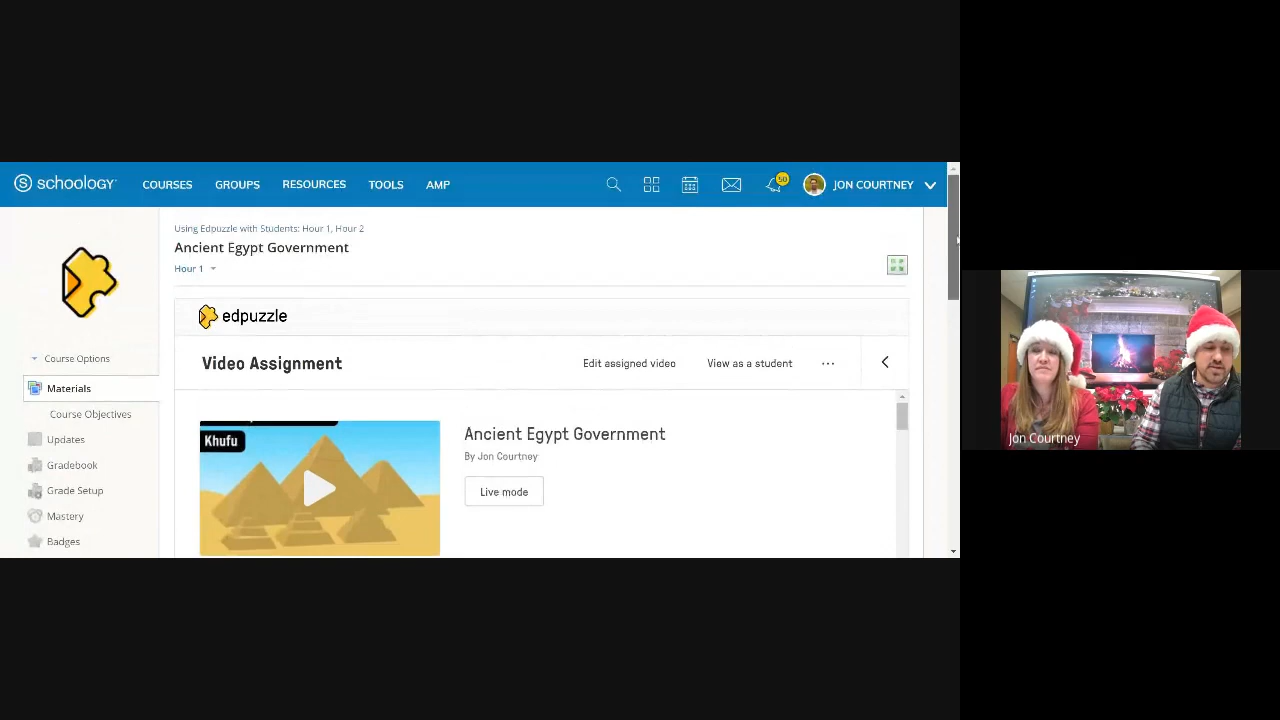 schoology
COURSES GROUPS RESOURCES TOOLS AMP
50
JON COURTNEY
Using Edpuzzle with Students: Hour 1, Hour 2
Ancient Egypt Government
Hour 1
edpuzzle
Video Assignment
Edit assigned video
View as a student
Course Options
Materials
Course Objectives
Updates
Gradebook
Grade Setup
Mastery
Badges
Khufu
Ancient Egypt Government
By Jon Courtney
Live mode
Jon Courtney